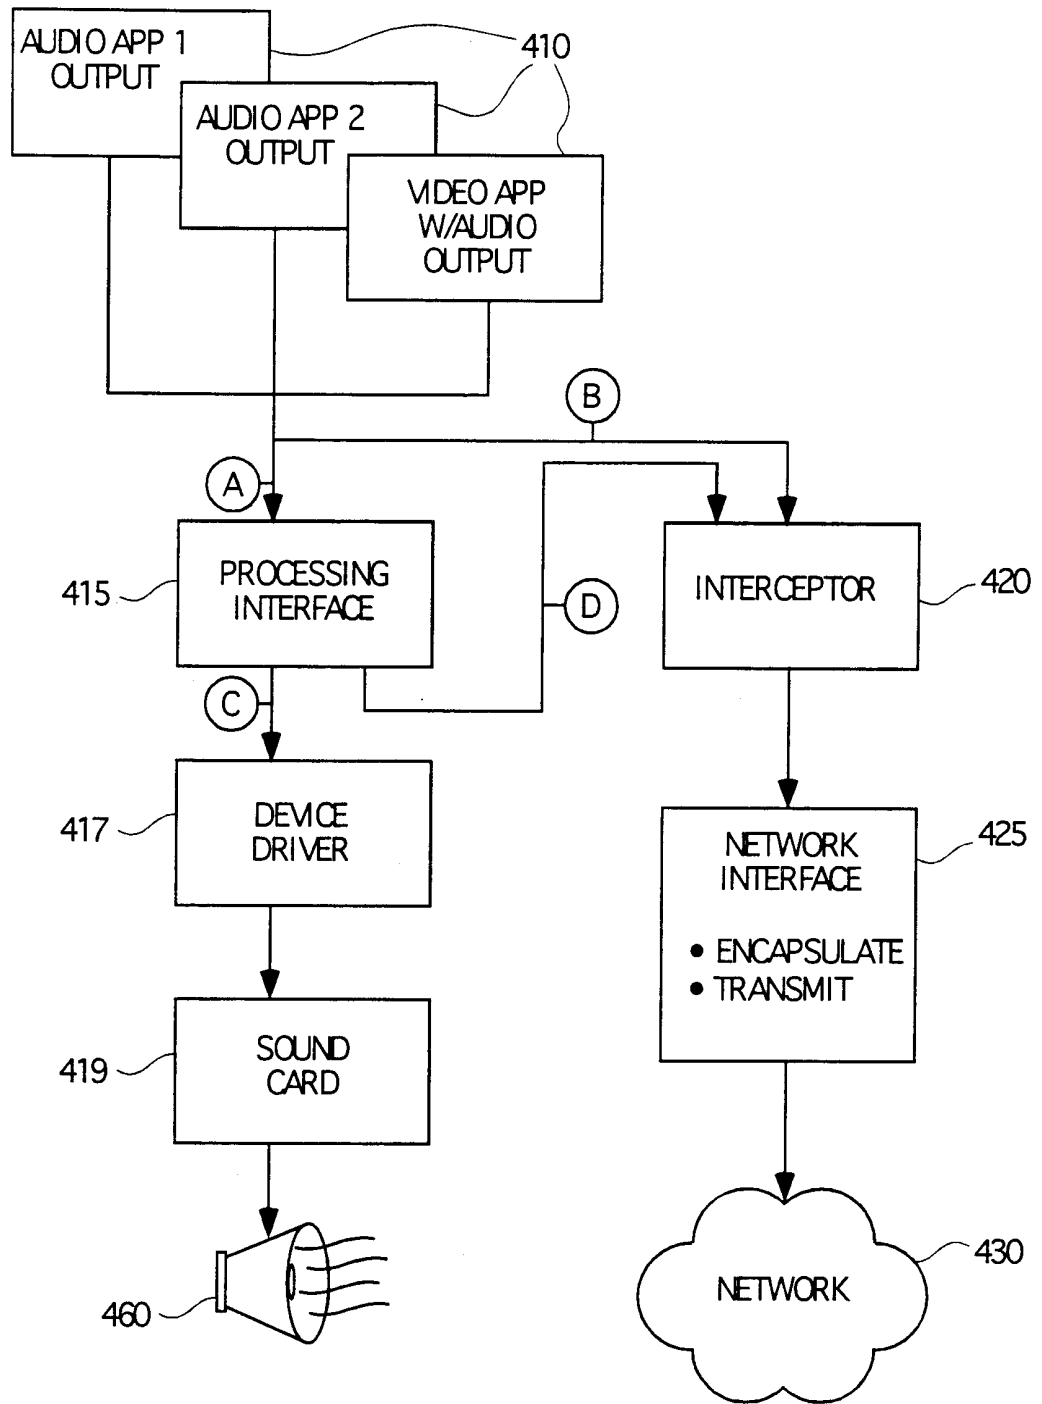 AUDIO APP 1
OUTPUT
410
AUDIO APP 2
OUTPUT
VIDEO APP
W/AUDIO
OUTPUT
B
A
PROCESSING
INTERFACE
415
INTERCEPTOR
420
D
C
DEVICE
DRIVER
417
NETWORK
INTERFACE
• ENCAPSULATE
• TRANSMIT
425
SOUND
CARD
419
460
NETWORK
430